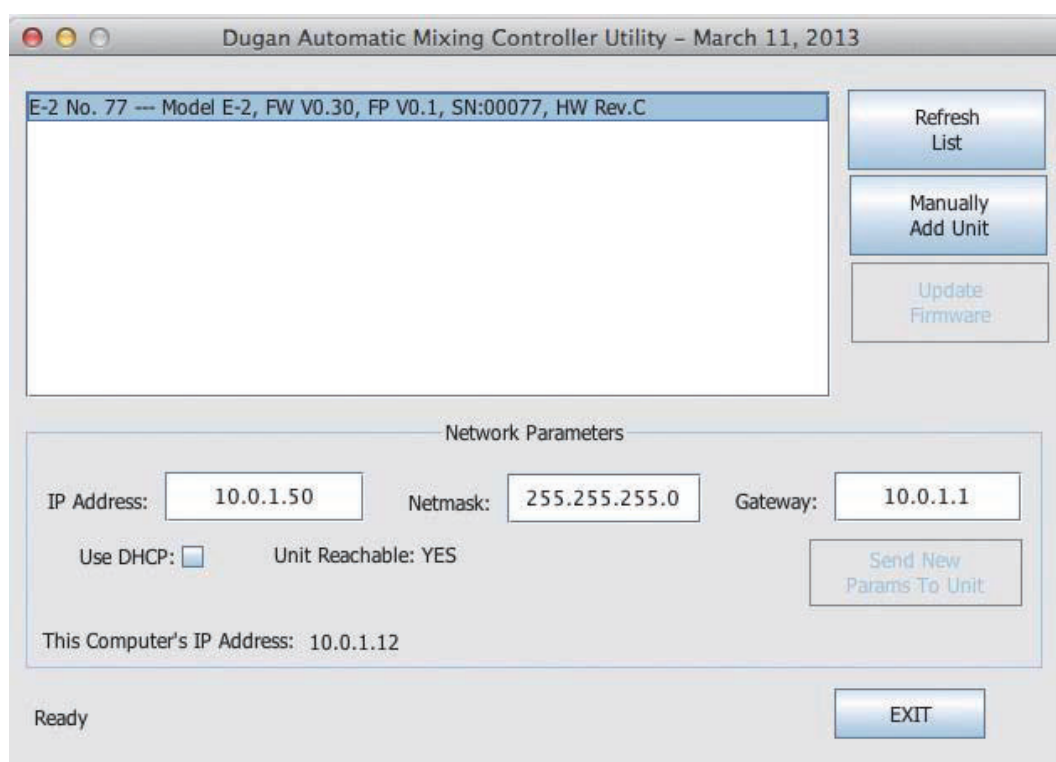 Dugan Automatic Mixing Controller Utility – March 11, 2013
E-2 No. 77 --- Model E-2, FW V0.30, FP V0.1, SN:00077, HW Rev.C
Refresh
List
Manually
Add Unit
Update
Firmware
Network Parameters
IP Address: 10.0.1.50 Netmask: 255.255.255.0 Gateway: 10.0.1.1
Use DHCP: Unit Reachable: YES
Send New
Params To Unit
This Computer's IP Address: 10.0.1.12
Ready
EXIT